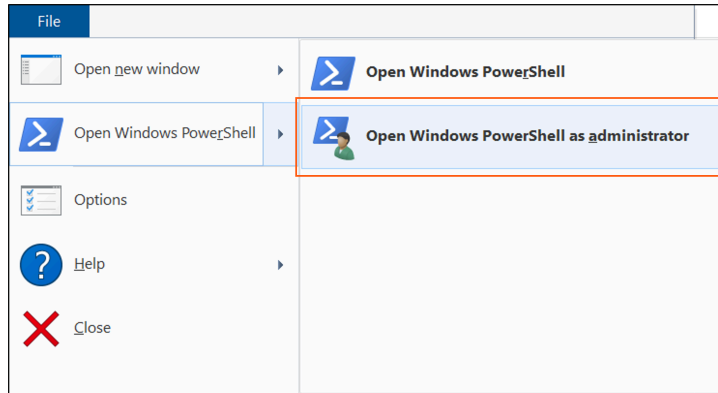 File
Open new window
Open Windows PowerShell
Options
Help
Close
Open Windows PowerShell
Open Windows PowerShell as administrator